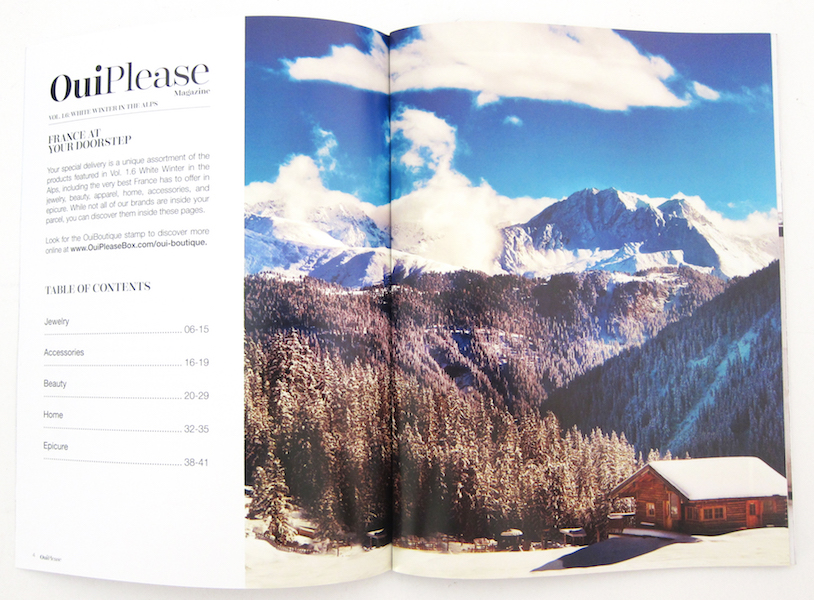 OuiPlease
Magazine
VOL 1.6: WHITE WINTER IN THE ALPS
FRANCE AT
YOUR DOORSTEP
Your special delivery is a unique assortment of the
products featured in Vol. 1.6 White Winter in the
Alps, including the very best France has to offer in
jewelry, beauty, apparel, home, accessories, and
epicure. While not all of our brands are inside your
parcel, you can discover them inside these pages.
Look for the OuiBoutique stamp to discover more
online at www.OuiPleaseBox.com/oui-boutique.
TABLE OF CONTENTS
Jewelry
06-15
Accessories
16-19
Beauty
20-29
Home
32-35
Epicure
38-41
OuiPlease